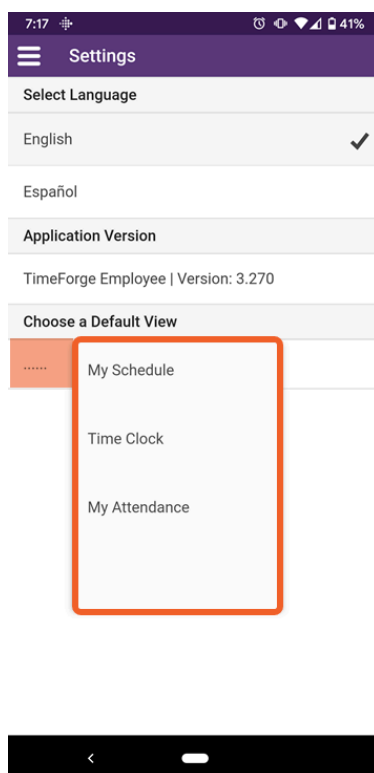 7:17 41%
Settings
Select Language
English
Español
Application Version
TimeForge Employee | Version: 3.270
Choose a Default View
......
My Schedule
Time Clock
My Attendance